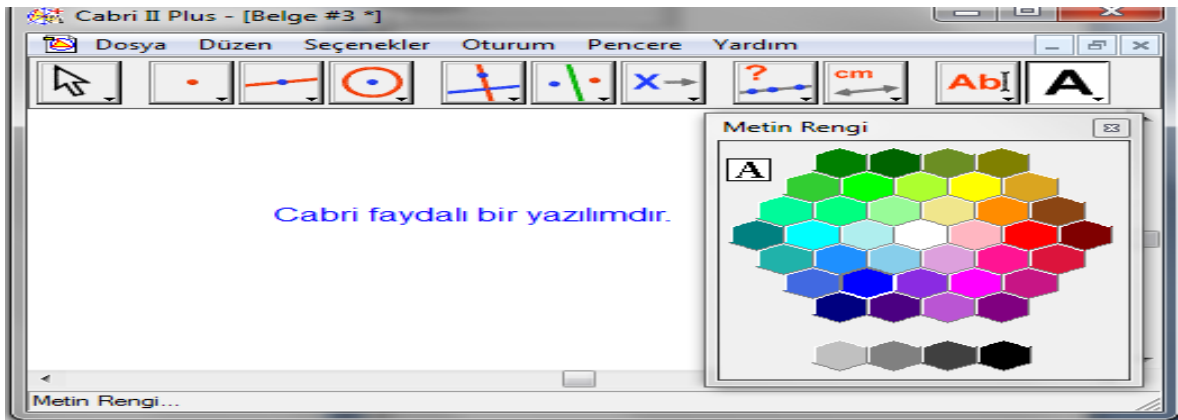 Cabri II Plus - [Belge #3 *]
Dosya Düzen Seçenekler Oturum Pencere Yardım
? cm Abı A
Metin Rengi
A
Cabri faydalı bir yazılımdır.
Metin Rengi...